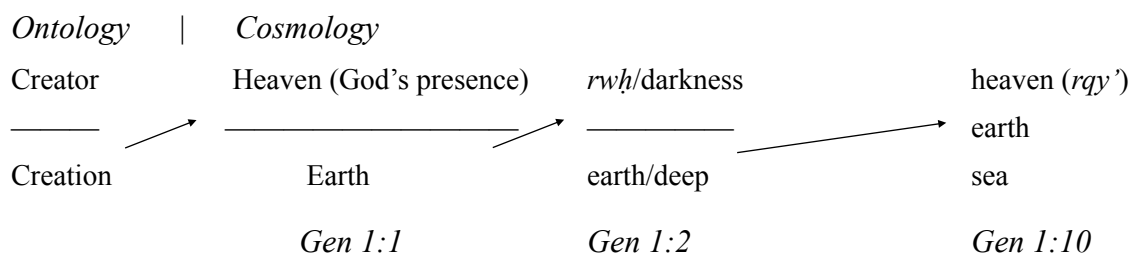 Ontology | Cosmology
Creator Heaven (God’s presence) rwḥ/darkness heaven (rqy’)
earth
Creation Earth earth/deep sea
Gen 1:1 Gen 1:2 Gen 1:10